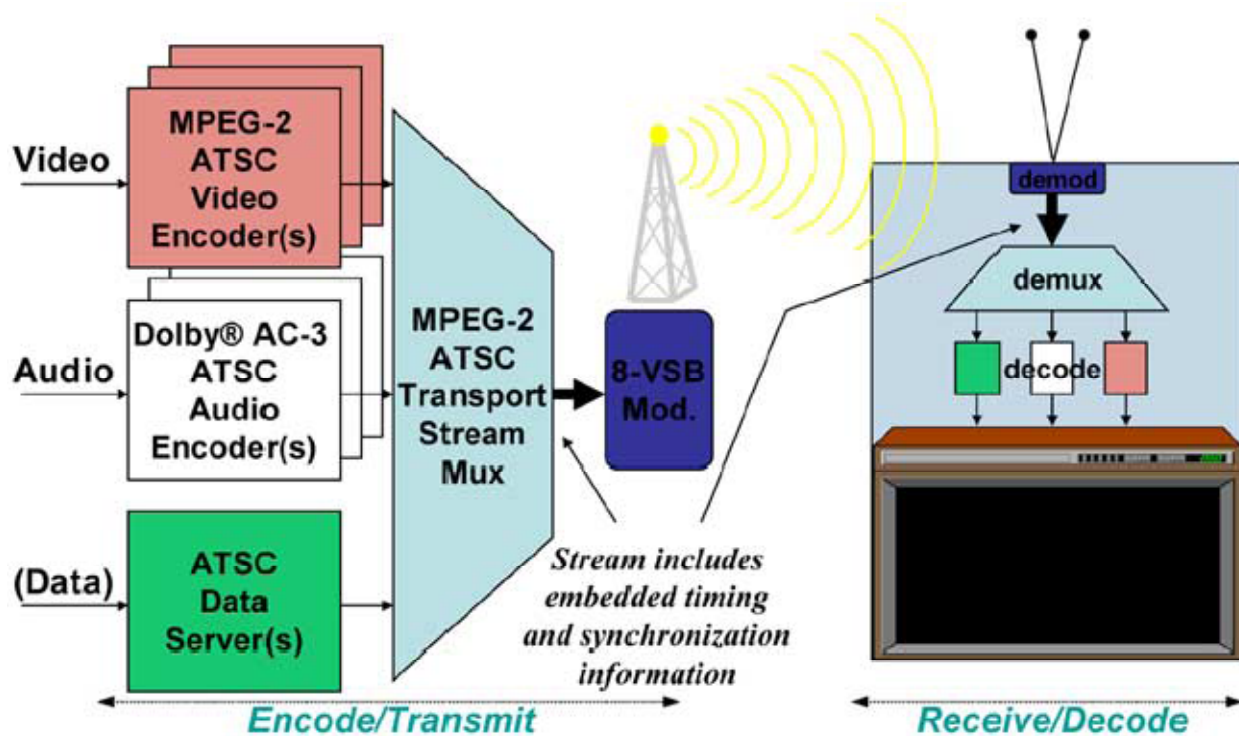 Video
MPEG-2
ATSC
Video
Encoder(s)
Audio
Dolby® AC-3
ATSC
Audio
Encoder(s)
(Data)
ATSC
Data
Server(s)
MPEG-2
ATSC
Transport
Stream
Mux
8-VSB
Mod.
Stream includes
embedded timing
and synchronization
information
demod
demux
decode
Encode/Transmit
Receive/Decode